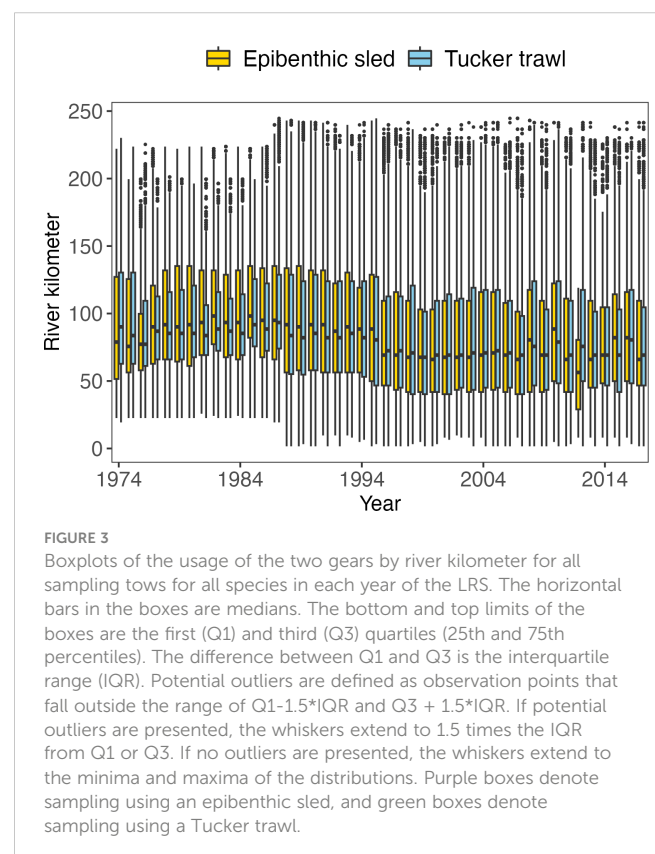 Epibenthic sled Tucker trawl
250
200
150
100
50
0
River kilometer
1974 1984 1994 2004 2014
Year
FIGURE 3
Boxplots of the usage of the two gears by river kilometer for all
sampling tows for all species in each year of the LRS. The horizontal
bars in the boxes are medians. The bottom and top limits of the
boxes are the first (Q1) and third (Q3) quartiles (25th and 75th
percentiles). The difference between Q1 and Q3 is the interquartile
range (IQR). Potential outliers are defined as observation points that
fall outside the range of Q1-1.5*IQR and Q3 + 1.5*IQR. If potential
outliers are presented, the whiskers extend to 1.5 times the IQR
from Q1 or Q3. If no outliers are presented, the whiskers extend to
the minima and maxima of the distributions. Purple boxes denote
sampling using an epibenthic sled, and green boxes denote
sampling using a Tucker trawl.